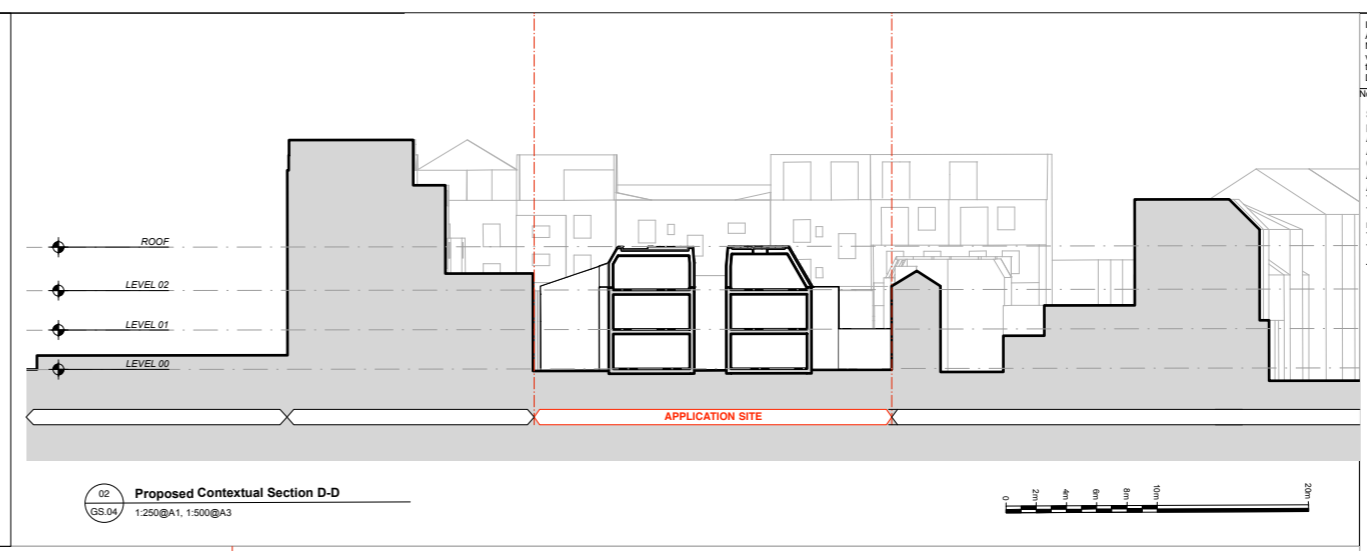 ROOF
LEVEL 02
LEVEL 01
LEVEL 00
APPLICATION SITE
02
GS.04
Proposed Contextual Section D-D
1:250@A1, 1:500@A3
0
2m
4m
6m
8m
10m
20m